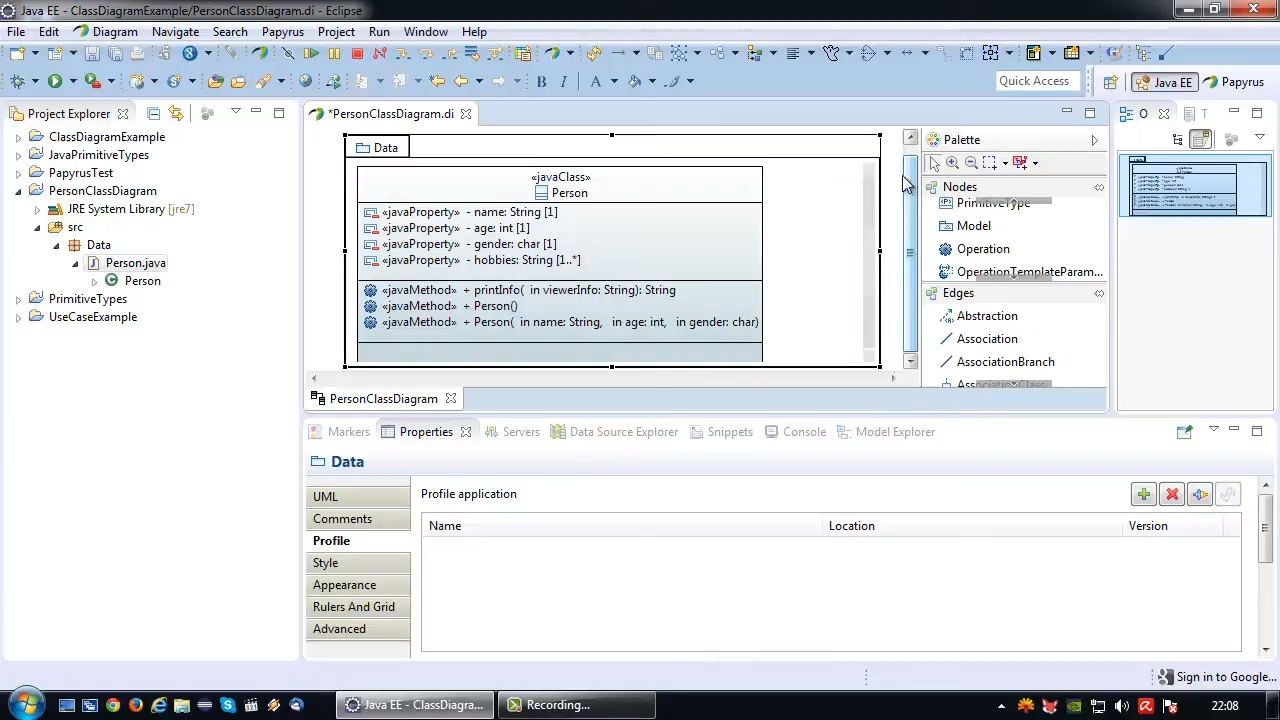 Java EE - ClassDiagramExample/PersonClassDiagram.di - Eclipse
File Edit Diagram Navigate Search Papyrus Project Run Window Help
Quick Access
Java EE
Papyrus
Project Explorer
ClassDiagramExample
JavaPrimitiveTypes
PapyrusTest
PersonClassDiagram
JRE System Library [jre7]
src
Data
Person.java
Person
PrimitiveTypes
UseCaseExample
*PersonClassDiagram.di
Data
«javaClass»
Person
«javaProperty» - name: String [1]
«javaProperty» - age: int [1]
«javaProperty» - gender: char [1]
«javaProperty» - hobbies: String [1..*]
«javaMethod» + printInfo( in viewerInfo: String): String
«javaMethod» + Person()
«javaMethod» + Person( in name: String, in age: int, in gender: char)
PersonClassDiagram
Palette
Nodes
PrimitiveType
Model
Operation
OperationTemplateParam...
Edges
Abstraction
Association
AssociationBranch
O
T
Markers Properties Servers Data Source Explorer Snippets Console Model Explorer
Data
UML
Comments
Profile
Style
Appearance
Rulers And Grid
Advanced
Profile application
Name Location Version
Sign in to Google...
Java EE - ClassDiagra...
Recording...
22:08